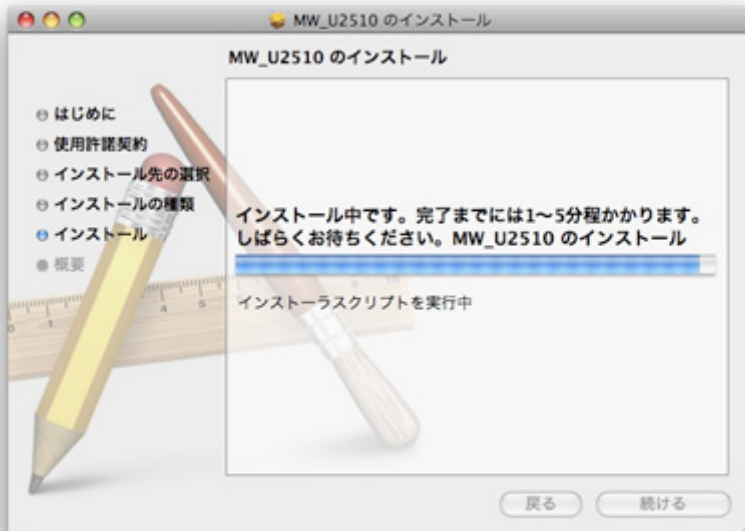 MW_U2510 のインストール
MW_U2510 のインストール
はじめに
使用許諾契約
インストール先の選択
インストールの種類
インストール
概要
インストール中です。完了までには1〜5分程かかります。
しばらくお待ちください。MW_U2510 のインストール
インストーラスクリプトを実行中
戻る
続ける